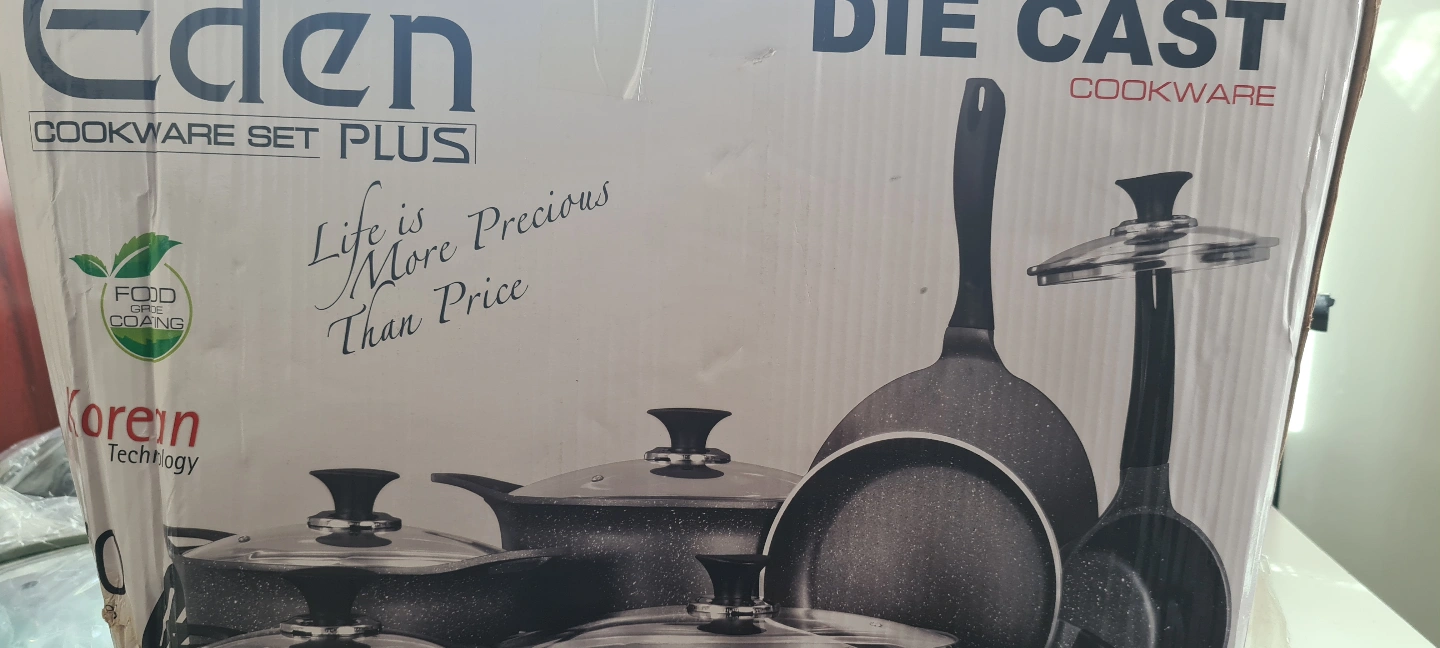 Eden
COOKWARE SET PLUS
DIE CAST
COOKWARE
Life is
More Precious
Than Price
FOOD
GRADE
COATING
Korean
Technology